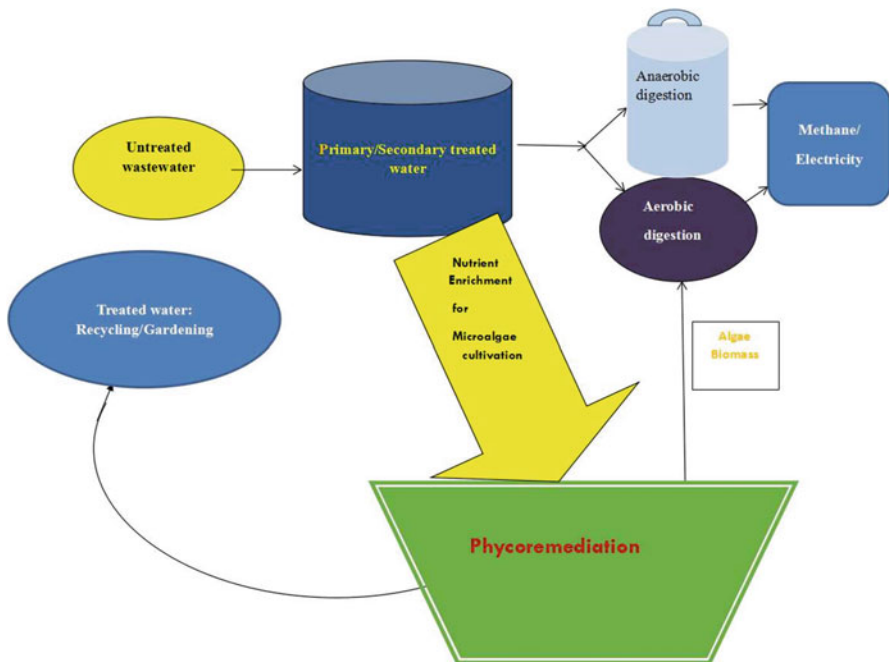 Untreated
wastewater
Primary/Secondary treated
water
Anaerobic
digestion
Methane/
Electricity
Aerobic
digestion
Nutrient
Enrichment
for
Microalgae
cultivation
Treated water:
Recycling/Gardening
Algae
Biomass
Phycoremediation